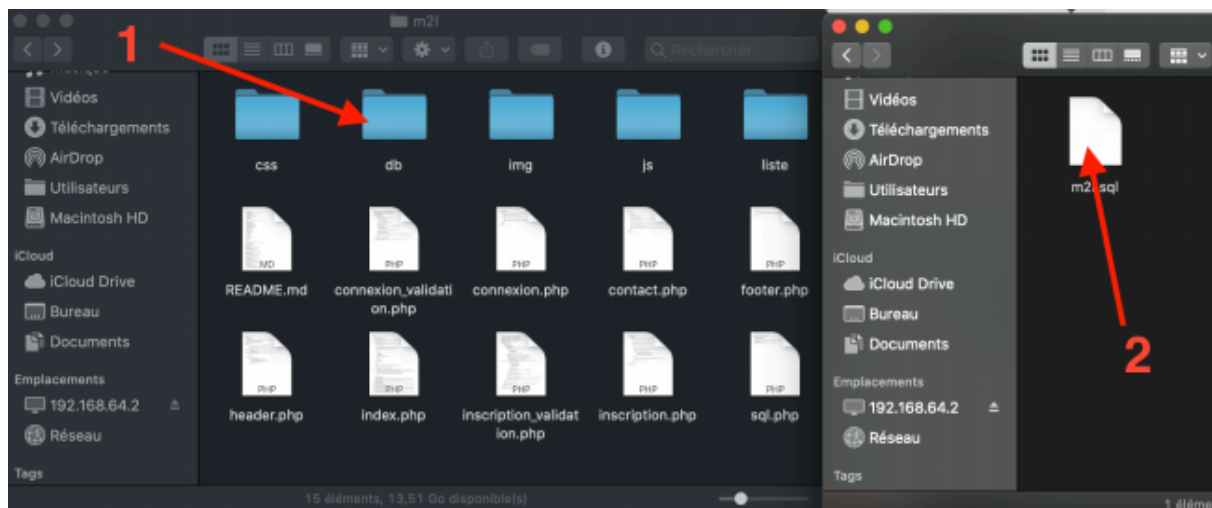 m2l
1
Rechercher
Vidéos
Téléchargements
AirDrop
Utilisateurs
Macintosh HD
iCloud
iCloud Drive
Bureau
Documents
Emplacements
192.168.64.2
Réseau
Tags
css
db
img
js
liste
MD
PHP
PHP
PHP
PHP
README.md
connexion_validati
on.php
connexion.php
contact.php
footer.php
PHP
PHP
PHP
PHP
PHP
header.php
index.php
inscription_validat
ion.php
inscription.php
sql.php
15 éléments, 13,51 Go disponible(s)
Vidéos
Téléchargements
AirDrop
Utilisateurs
Macintosh HD
iCloud
iCloud Drive
Bureau
Documents
Emplacements
192.168.64.2
Réseau
Tags
2